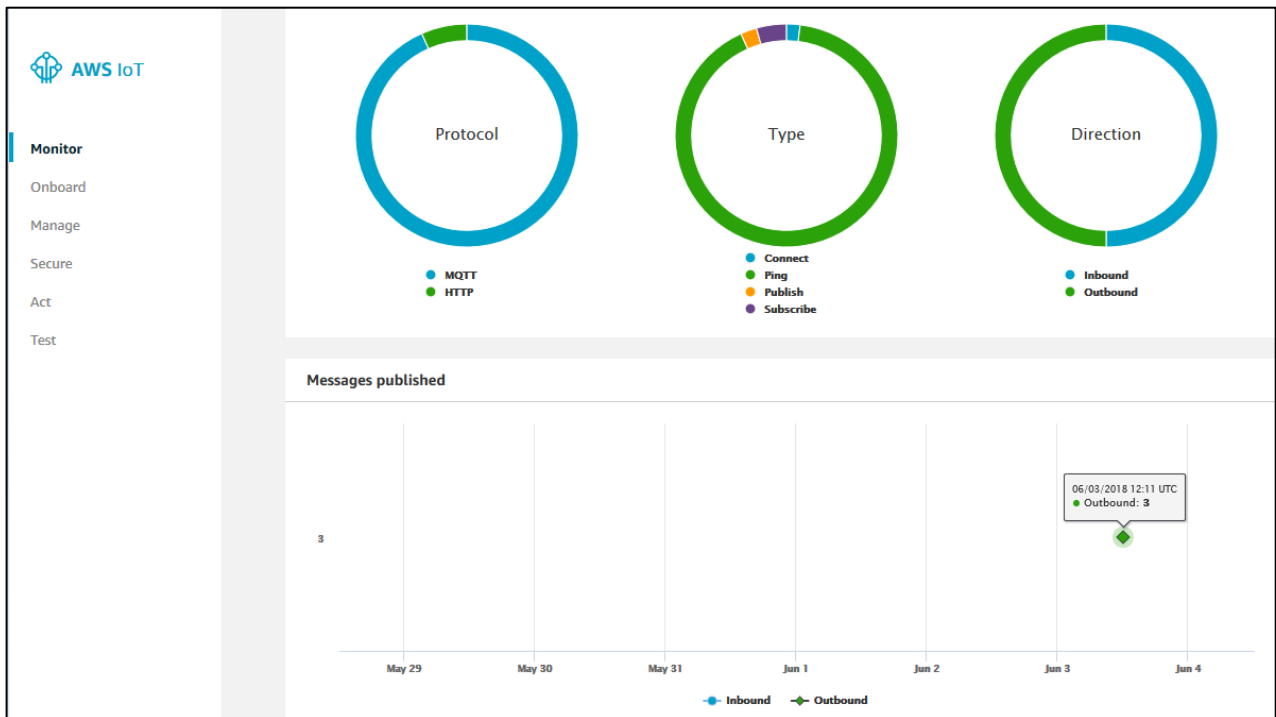 AWS IoT
Monitor
Onboard
Manage
Secure
Act
Test
Protocol
MQTT
HTTP
Type
Connect
Ping
Publish
Subscribe
Direction
Inbound
Outbound
Messages published
06/03/2018 12:11 UTC
Outbound: 3
3
May 29 May 30 May 31 Jun 1 Jun 2 Jun 3 Jun 4
Inbound Outbound